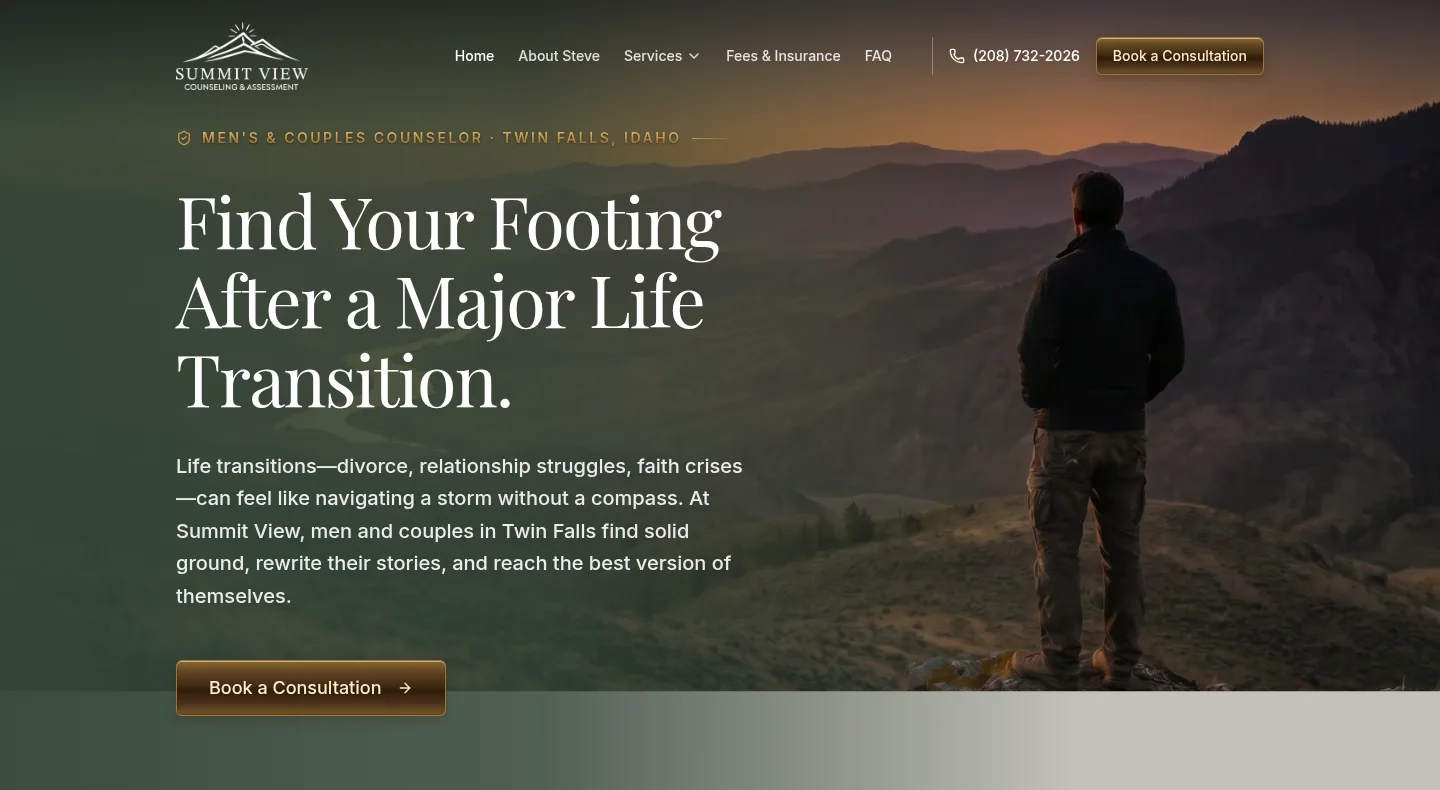 SUMMIT VIEW
COUNSELING & ASSESSMENT
Home
About Steve
Services
Fees & Insurance
FAQ
(208) 732-2026
Book a Consultation
MEN'S & COUPLES COUNSELOR · TWIN FALLS, IDAHO
Find Your Footing
After a Major Life
Transition.
Life transitions—divorce, relationship struggles, faith crises
—can feel like navigating a storm without a compass. At
Summit View, men and couples in Twin Falls find solid
ground, rewrite their stories, and reach the best version of
themselves.
Book a Consultation